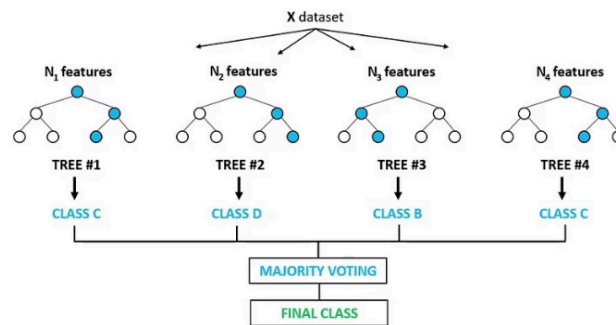 X dataset
N₁ features N₂ features N₃ features N₄ features
TREE #1 TREE #2 TREE #3 TREE #4
CLASS C CLASS D CLASS B CLASS C
MAJORITY VOTING
FINAL CLASS